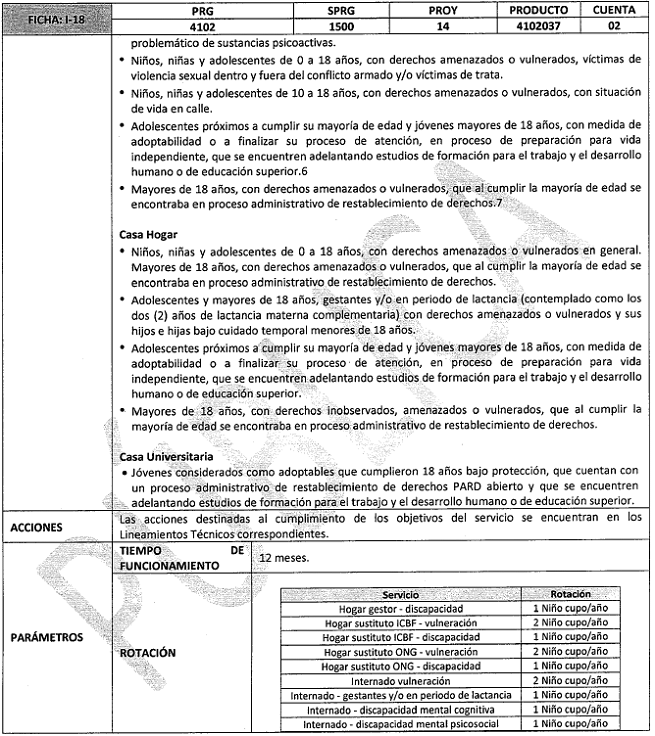 FICHA: I-18
PRG SPRG PROY PRODUCTO CUENTA
4102 1500 14 4102037 02
problemático de sustancias psicoactivas.
• Niños, niñas y adolescentes de 0 a 18 años, con derechos amenazados o vulnerados, víctimas de
violencia sexual dentro y fuera del conflicto armado y/o víctimas de trata.
• Niños, niñas y adolescentes de 10 a 18 años, con derechos amenazados o vulnerados, con situación
de vida en calle.
• Adolescentes próximos a cumplir su mayoría de edad y jóvenes mayores de 18 años, con medida de
adoptabilidad o a finalizar su proceso de atención, en proceso de preparación para vida
independiente, que se encuentren adelantando estudios de formación para el trabajo y el desarrollo
humano o de educación superior.6
• Mayores de 18 años, con derechos amenazados o vulnerados, que al cumplir la mayoría de edad se
encontraba en proceso administrativo de restablecimiento de derechos.7
Casa Hogar
• Niños, niñas y adolescentes de 0 a 18 años, con derechos amenazados o vulnerados en general.
Mayores de 18 años, con derechos amenazados o vulnerados, que al cumplir la mayoría de edad se
encontraba en proceso administrativo de restablecimiento de derechos.
• Adolescentes y mayores de 18 años, gestantes y/o en periodo de lactancia (contemplado como los
dos (2) años de lactancia materna complementaria) con derechos amenazados o vulnerados y sus
hijos e hijas bajo cuidado temporal menores de 18 años.
• Adolescentes próximos a cumplir su mayoría de edad y jóvenes mayores de 18 años, con medida de
adoptabilidad o a finalizar su proceso de atención, en proceso de preparación para vida
independiente, que se encuentren adelantando estudios de formación para el trabajo y el desarrollo
humano o de educación superior.
• Mayores de 18 años, con derechos inobservados, amenazados o vulnerados, que al cumplir la
mayoría de edad se encontraba en proceso administrativo de restablecimiento de derechos.
Casa Universitaria
• Jóvenes considerados como adoptables que cumplieron 18 años bajo protección, que cuentan con
un proceso administrativo de restablecimiento de derechos PARD abierto y que se encuentren
adelantando estudios de formación para el trabajo y el desarrollo humano o de educación superior.
ACCIONES
Las acciones destinadas al cumplimiento de los objetivos del servicio se encuentran en los
Lineamientos Técnicos correspondientes.
PARÁMETROS
TIEMPO DE
FUNCIONAMIENTO
12 meses.
ROTACIÓN
Servicio Rotación
Hogar gestor - discapacidad 1 Niño cupo/año
Hogar sustituto ICBF - vulneración 2 Niño cupo/año
Hogar sustituto ICBF - discapacidad 1 Niño cupo/año
Hogar sustituto ONG - vulneración 2 Niño cupo/año
Hogar sustituto ONG - discapacidad 1 Niño cupo/año
Internado vulneración 2 Niño cupo/año
Internado - gestantes y/o en periodo de lactancia 1 Niño cupo/año
Internado - discapacidad mental cognitiva 1 Niño cupo/año
Internado - discapacidad mental psicosocial 1 Niño cupo/año
PÚBLICA